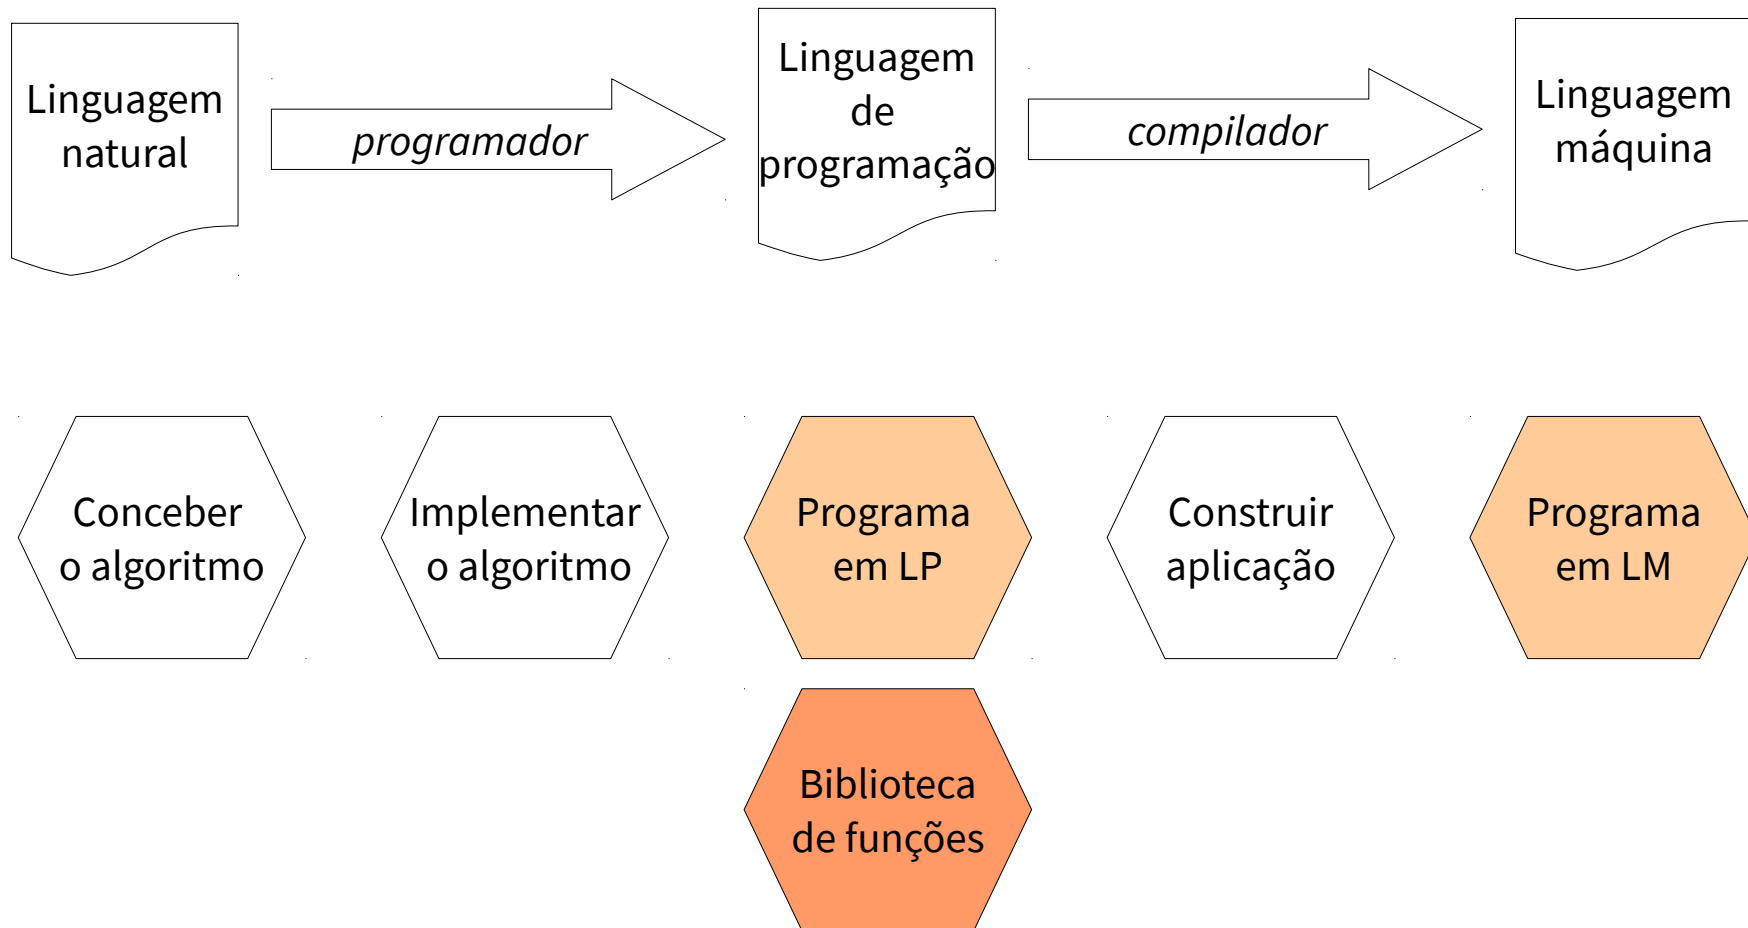 Linguagem
natural
programador
Linguagem
de
programação
compilador
Linguagem
máquina
Conceber
o algoritmo
Implementar
o algoritmo
Programa
em LP
Construir
aplicação
Programa
em LM
Biblioteca
de funções